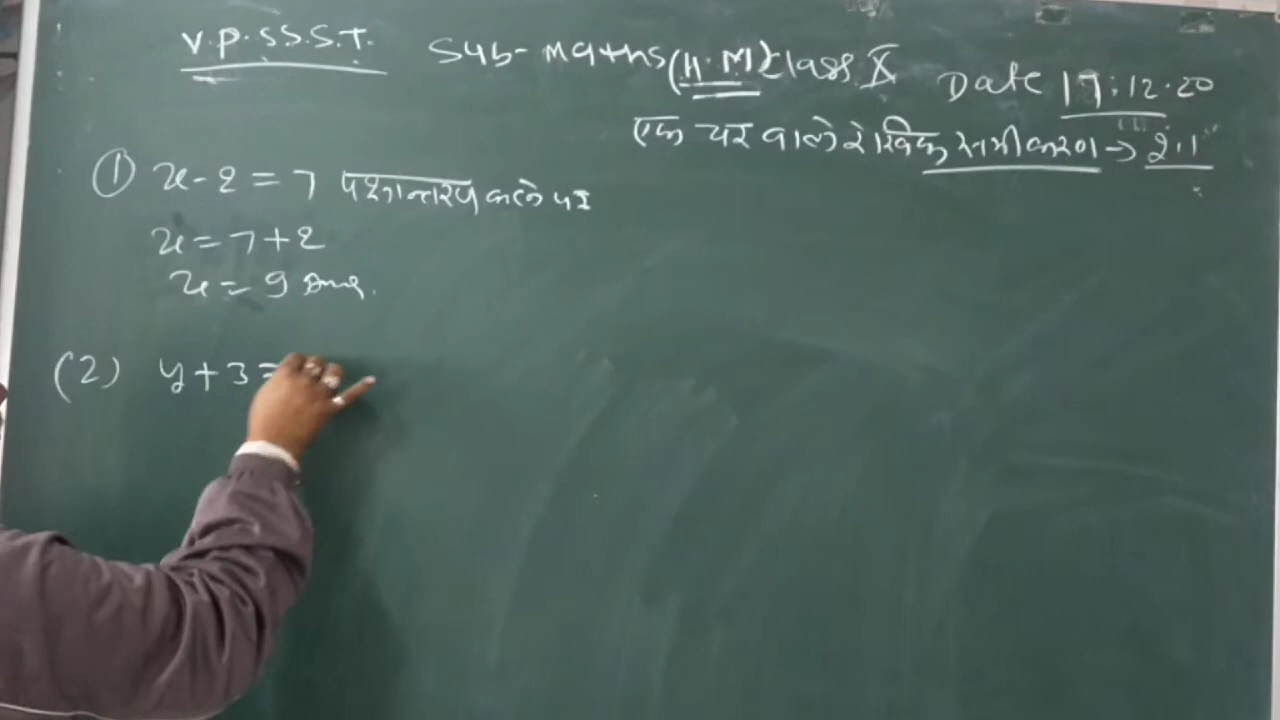 V.P.S.S.S.T. Sub-Maths (H.M) Class X Date 17.12.20
एक चर वाले रेखिक समीकरण → 2.1
① x - 2 = 7 पक्षान्तरण करने पर
x = 7 + 2
x = 9 Ans.
(2) y + 3 =